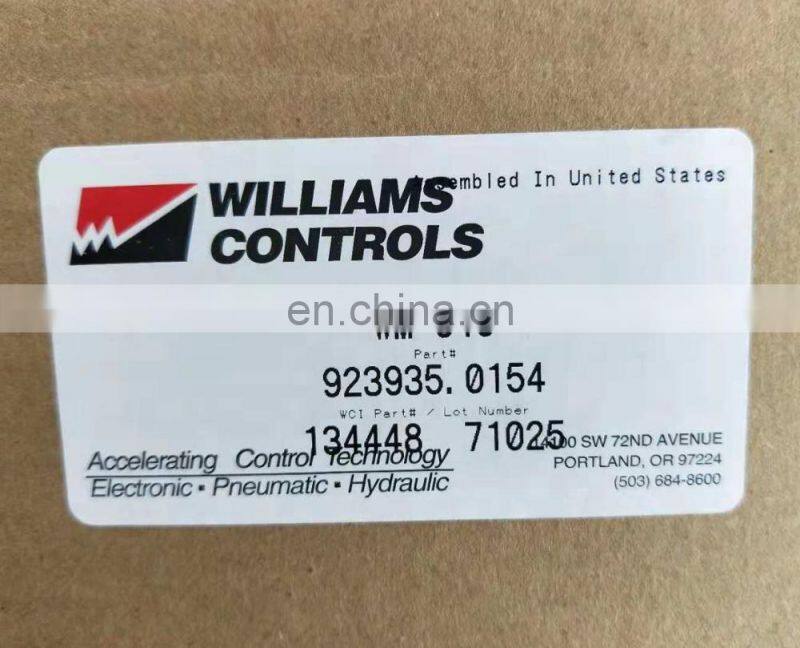 WILLIAMS
CONTROLS
In United States
en.china.cn
WM
Part#
923935.0154
WCI Part# / Lot Number
134448 71025
Accelerating Control Technology
Electronic ▪ Pneumatic ▪ Hydraulic
SW 72ND AVENUE
PORTLAND, OR 97224
(503) 684-8600